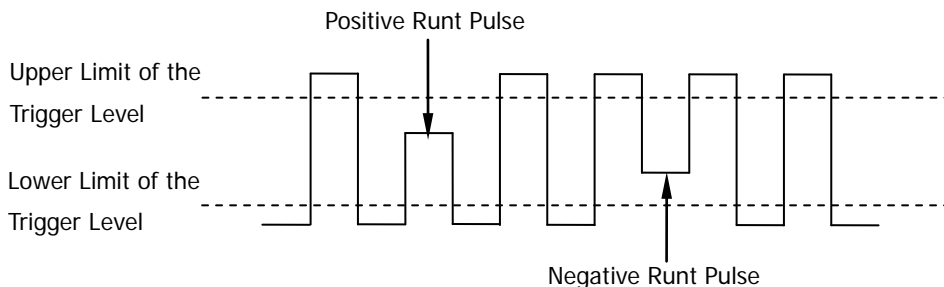 Positive Runt Pulse
Upper Limit of the
Trigger Level
Lower Limit of the
Trigger Level
Negative Runt Pulse